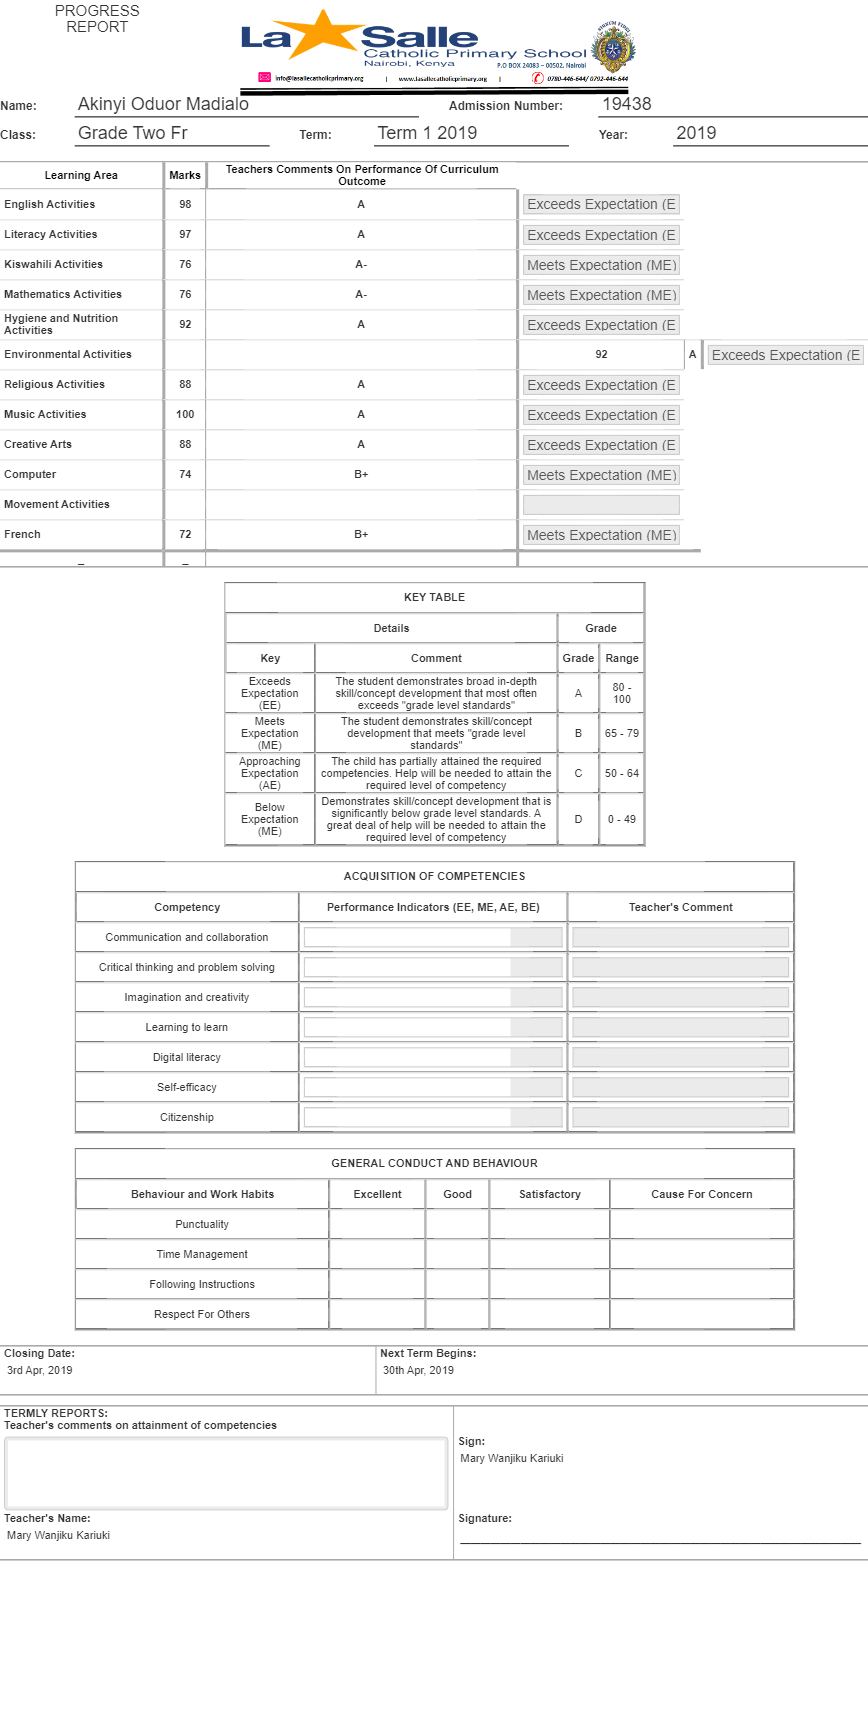 PROGRESS
REPORT
La Salle
Catholic Primary School
Nairobi, Kenya
P.O BOX 24083 – 00502, Nairobi
info@lasallecatholicprimary.org | www.lasallecatholicprimary.org | 0780-446-644/ 0792-446-644
Name: Akinyi Oduor Madialo Admission Number: 19438
Class: Grade Two Fr Term: Term 1 2019 Year: 2019
Learning Area Marks Teachers Comments On Performance Of Curriculum
Outcome
English Activities 98 A Exceeds Expectation (E
Literacy Activities 97 A Exceeds Expectation (E
Kiswahili Activities 76 A- Meets Expectation (ME)
Mathematics Activities 76 A- Meets Expectation (ME)
Hygiene and Nutrition
Activities 92 A Exceeds Expectation (E
Environmental Activities 92 A Exceeds Expectation (E
Religious Activities 88 A Exceeds Expectation (E
Music Activities 100 A Exceeds Expectation (E
Creative Arts 88 A Exceeds Expectation (E
Computer 74 B+ Meets Expectation (ME)
Movement Activities
French 72 B+ Meets Expectation (ME)
KEY TABLE
Details Grade
Key Comment Grade Range
Exceeds
Expectation
(EE)
The student demonstrates broad in-depth
skill/concept development that most often
exceeds "grade level standards"
A
80 -
100
Meets
Expectation
(ME)
The student demonstrates skill/concept
development that meets "grade level
standards"
B
65 - 79
Approaching
Expectation
(AE)
The child has partially attained the required
competencies. Help will be needed to attain the
required level of competency
C
50 - 64
Below
Expectation
(ME)
Demonstrates skill/concept development that is
significantly below grade level standards. A
great deal of help will be needed to attain the
required level of competency
D
0 - 49
ACQUISITION OF COMPETENCIES
Competency Performance Indicators (EE, ME, AE, BE) Teacher's Comment
Communication and collaboration
Critical thinking and problem solving
Imagination and creativity
Learning to learn
Digital literacy
Self-efficacy
Citizenship
GENERAL CONDUCT AND BEHAVIOUR
Behaviour and Work Habits Excellent Good Satisfactory Cause For Concern
Punctuality
Time Management
Following Instructions
Respect For Others
Closing Date: Next Term Begins:
3rd Apr, 2019 30th Apr, 2019
TERMLY REPORTS:
Teacher's comments on attainment of competencies
Sign:
Mary Wanjiku Kariuki
Teacher's Name: Signature:
Mary Wanjiku Kariuki